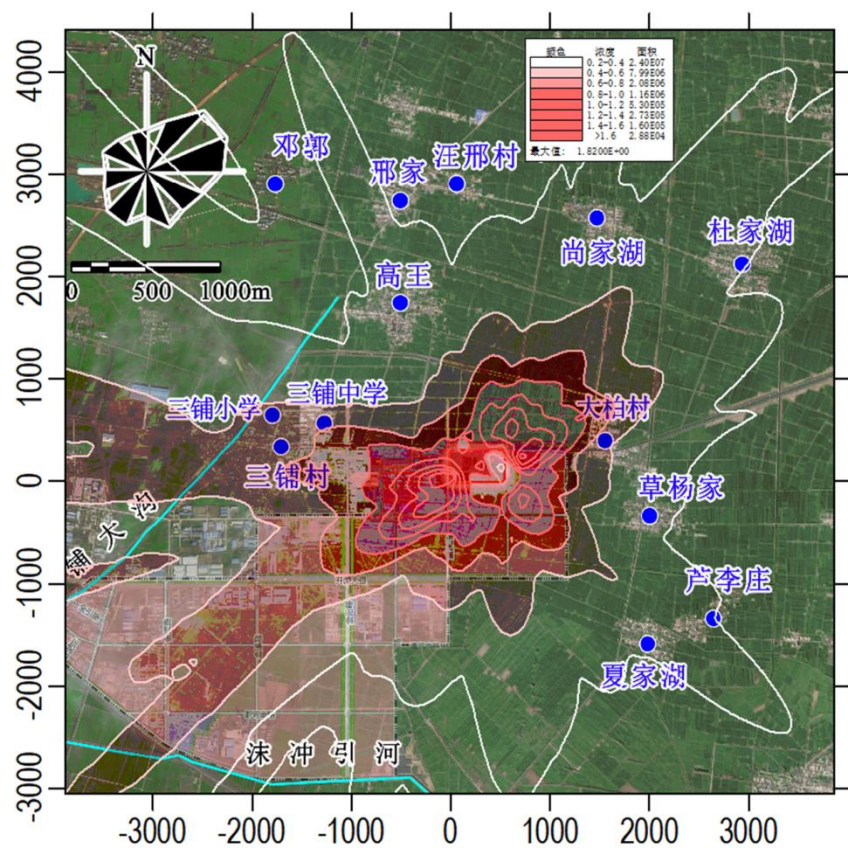 N
颜色 浓度 面积
0.2-0.4 2.40E07
0.4-0.6 7.99E06
0.6-0.8 2.08E06
0.8-1.0 1.16E06
1.0-1.2 5.30E05
1.2-1.4 2.73E05
1.4-1.6 1.60E05
>1.6 2.88E04
最大值: 1.8200E+00
4000
3000
2000
1000
0
-1000
-2000
-3000
邓郭
邢家
汪邢村
尚家湖
杜家湖
高王
0 500 1000m
三铺小学
三铺中学
大柏村
三铺村
草杨家
铺大沟
芦李庄
夏家湖
沫冲引河
-3000 -2000 -1000 0 1000 2000 3000